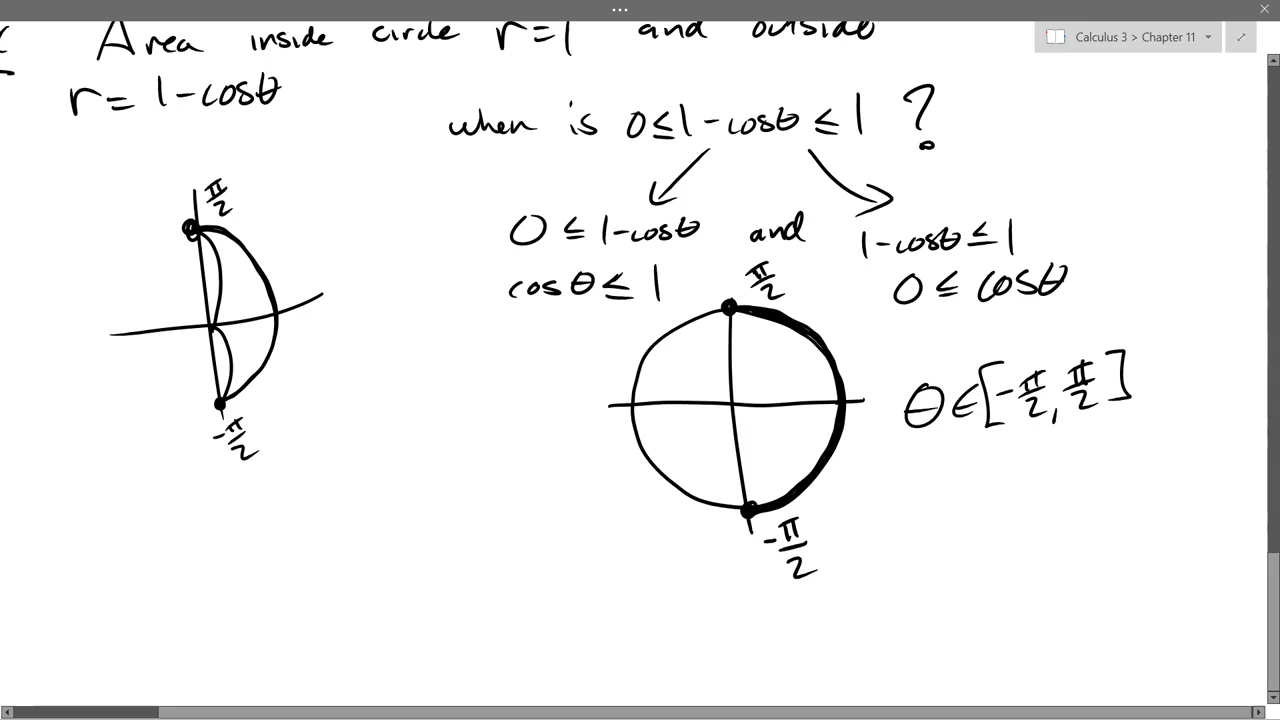 Calculus 3 > Chapter 11
Area inside circle r=1 and outside
r = 1-cosθ
when is 0≤1-cosθ ≤1 ?
0 ≤ 1-cosθ and 1-cosθ ≤ 1
cos θ ≤ 1 0 ≤ cosθ
π/2
-π/2
π/2
-π/2
θ∈[-π/2, π/2]